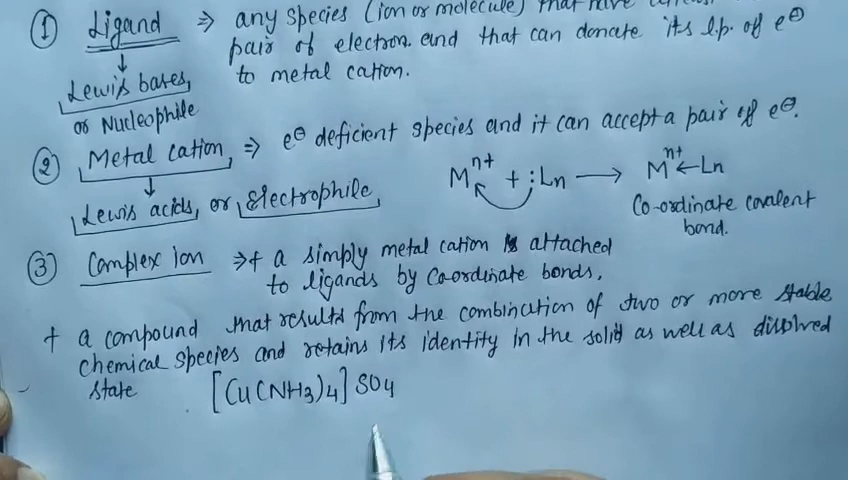 ① Ligand ⇒ any species (ion or molecule) that have
pair of electron and that can donate its l.p. of e⊖
to metal cation.
↓
Lewis bases,
or Nucleophile
② Metal cation, ⇒ e⊖ deficient species and it can accept a pair of e⊖.
↓
Lewis acids, or Electrophile
M^n+ + :Ln ⟶ M^n+←Ln
Co-ordinate covalent
bond.
③ Complex ion ⇒+ a simply metal cation is attached
to ligands by coordinate bonds,
+ a compound that results from the combination of two or more stable
chemical species and retains its identity in the solid as well as disolved
state [Cu(NH3)4]SO4